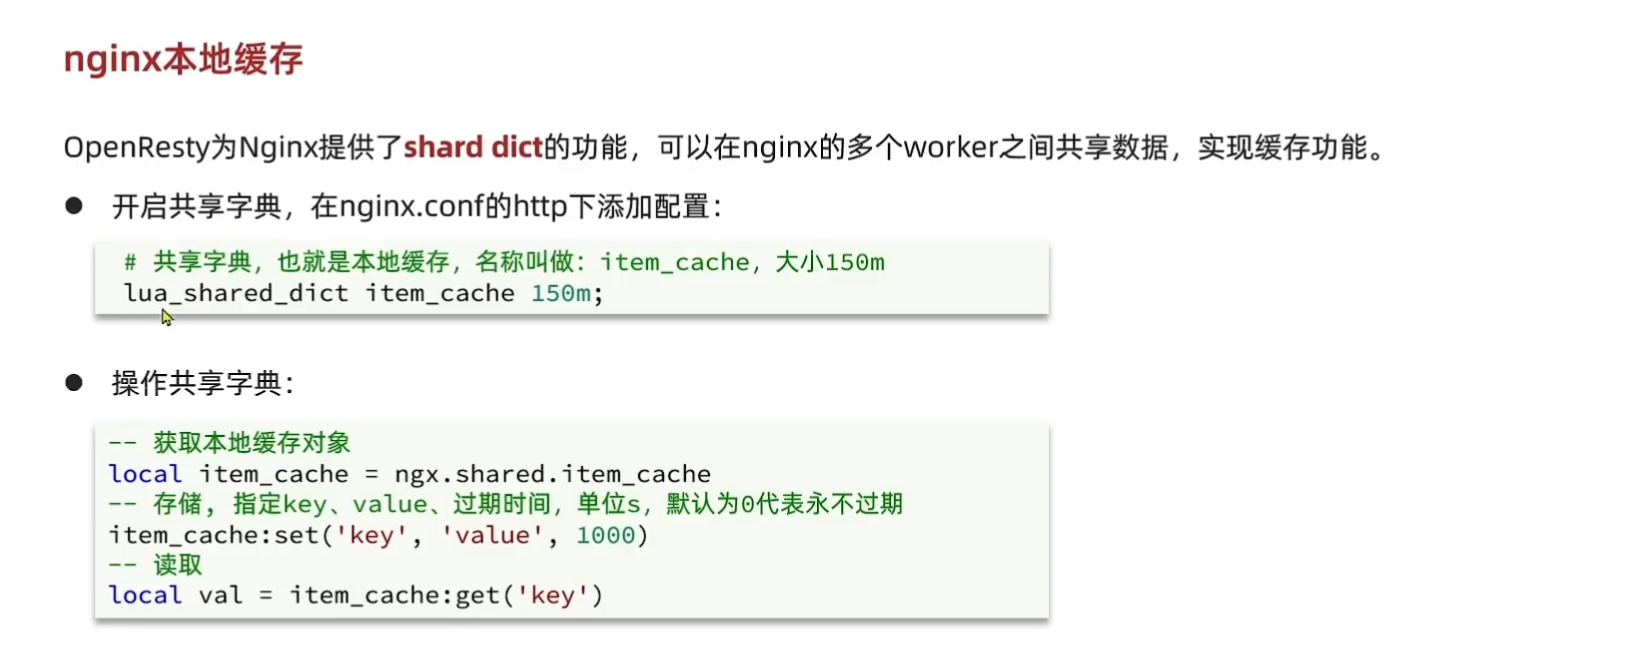 nginx本地缓存
OpenResty为Nginx提供了shard dict的功能，可以在nginx的多个worker之间共享数据，实现缓存功能。
● 开启共享字典，在nginx.conf的http下添加配置：
# 共享字典，也就是本地缓存，名称叫做：item_cache，大小150m
lua_shared_dict item_cache 150m;
● 操作共享字典：
-- 获取本地缓存对象
local item_cache = ngx.shared.item_cache
-- 存储, 指定key、value、过期时间，单位s，默认为0代表永不过期
item_cache:set('key', 'value', 1000)
-- 读取
local val = item_cache:get('key')